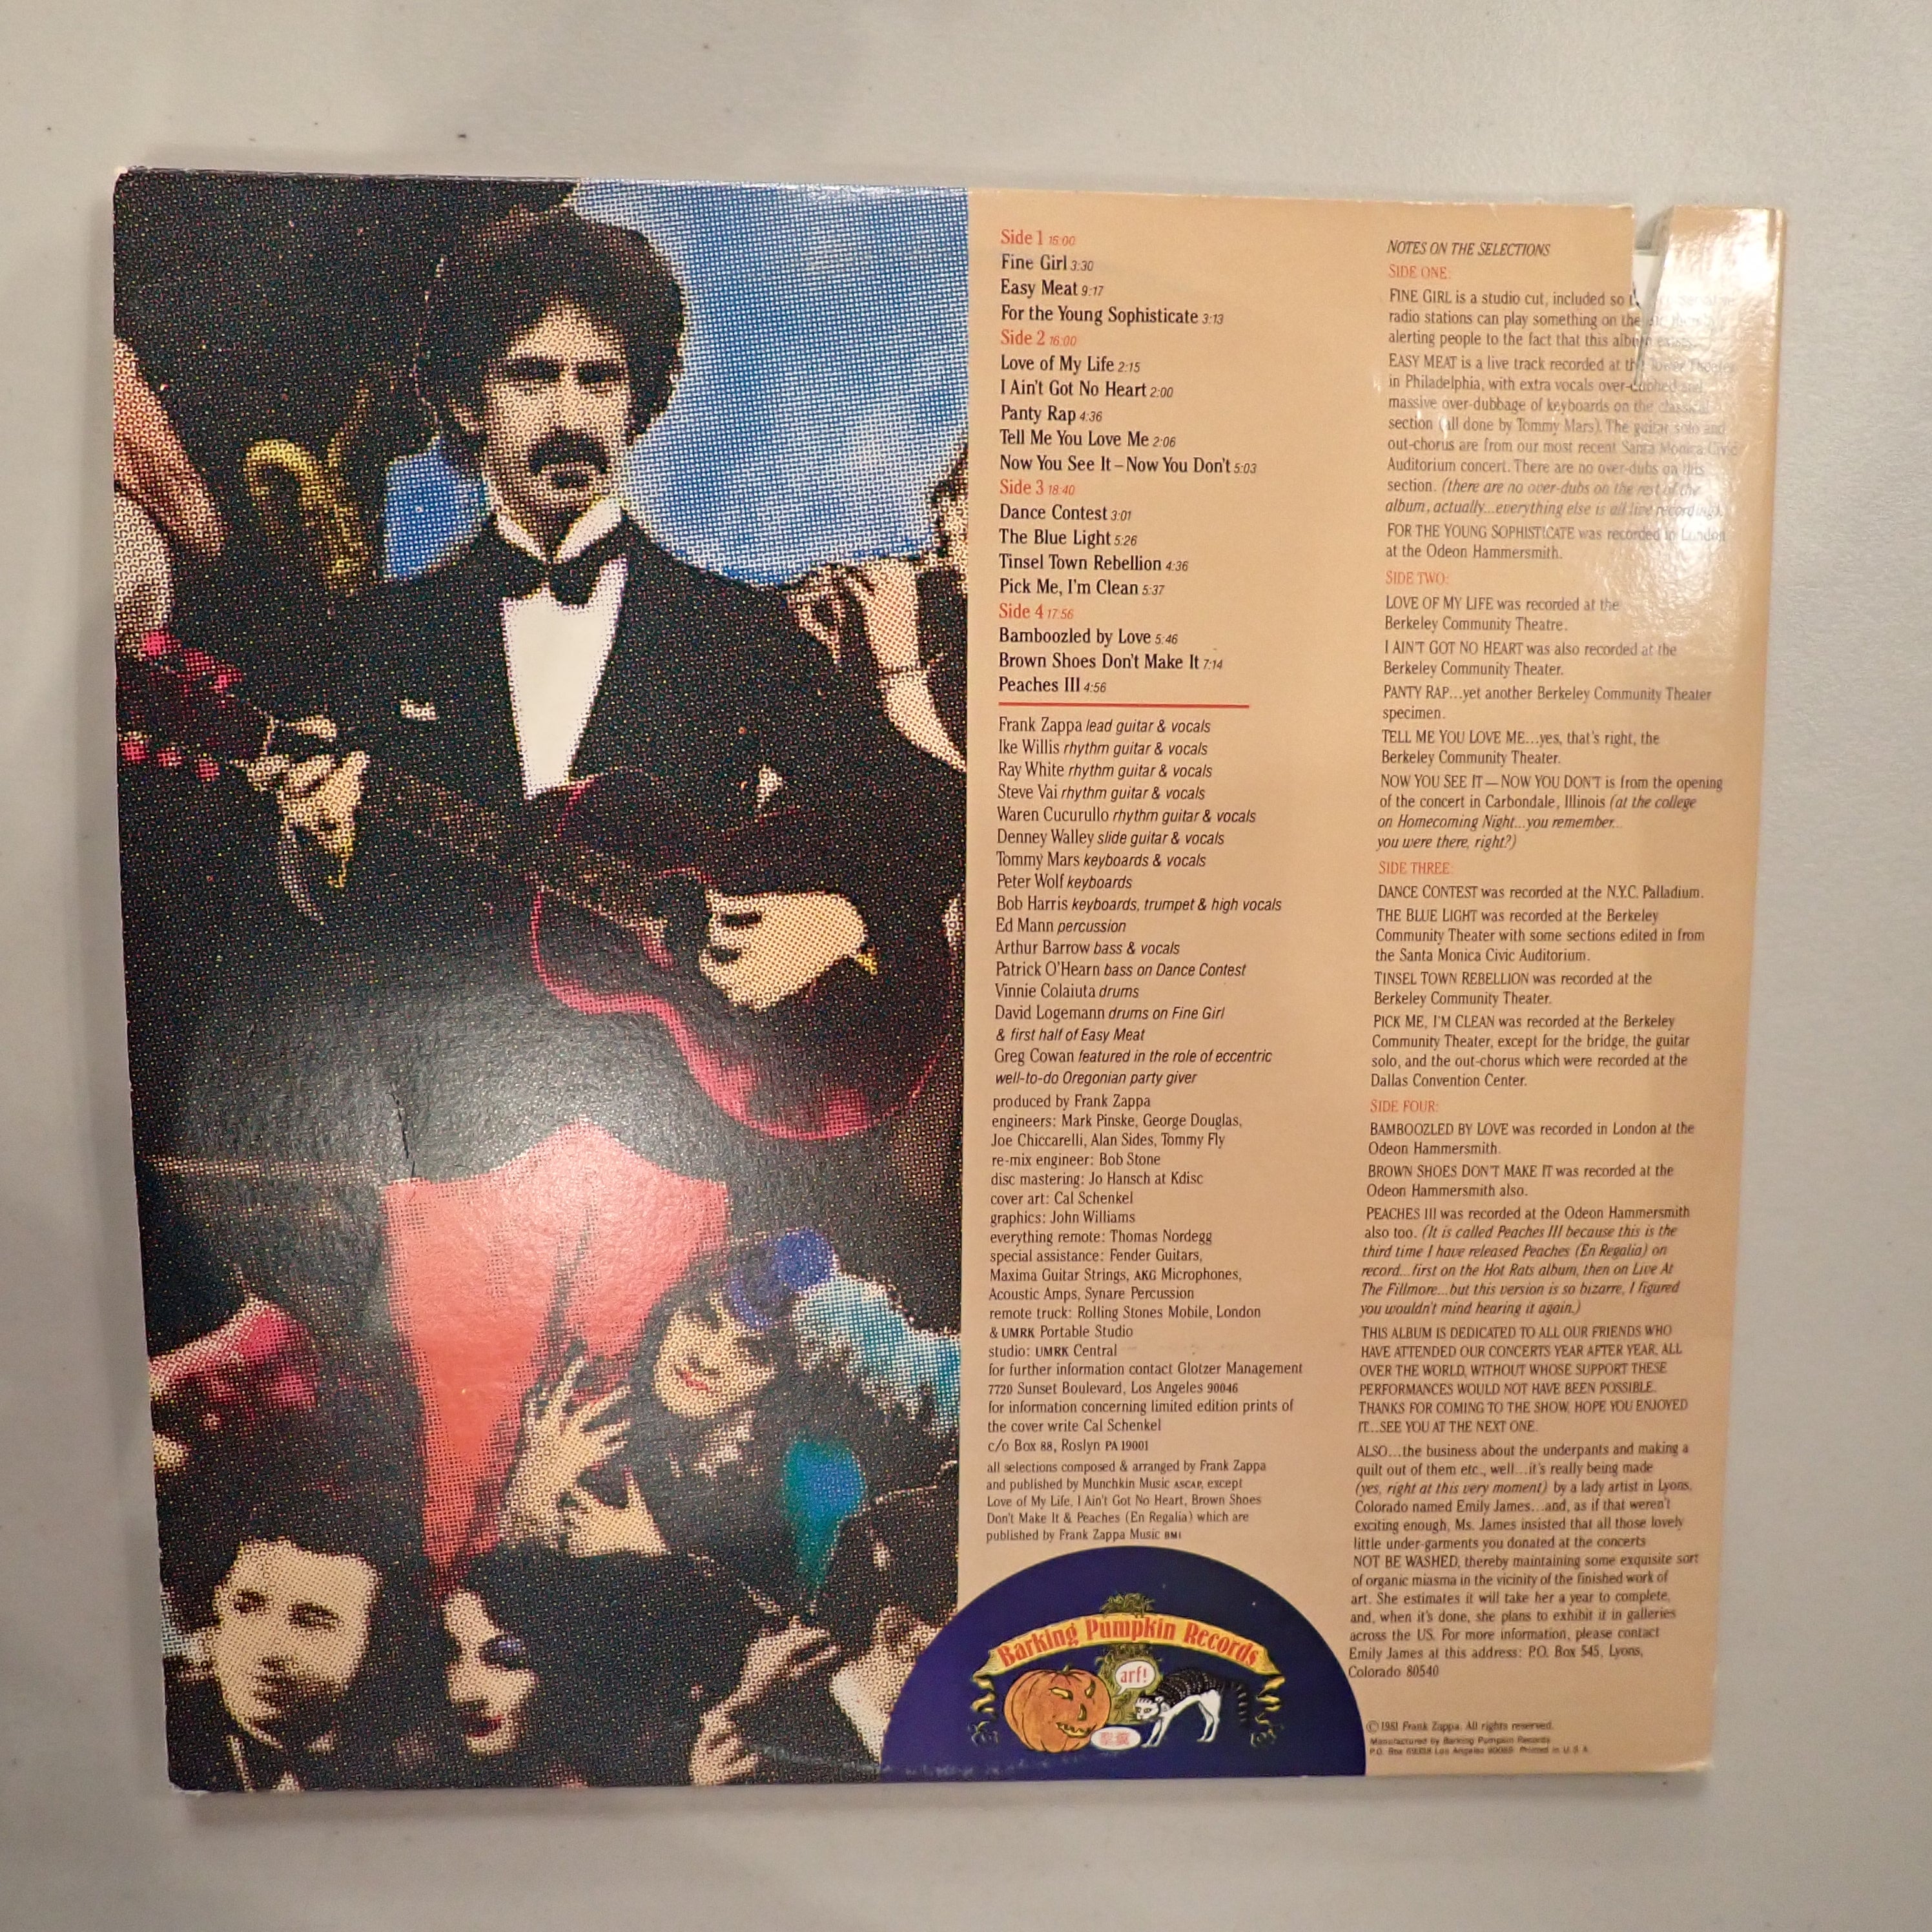 Side 1 16:00
Fine Girl 3:30
Easy Meat 9:17
For the Young Sophisticate 3:13
Side 2 16:00
Love of My Life 2:15
I Ain't Got No Heart 2:00
Panty Rap 4:36
Tell Me You Love Me 2:06
Now You See It – Now You Don't 5:03
Side 3 18:40
Dance Contest 3:01
The Blue Light 5:26
Tinsel Town Rebellion 4:36
Pick Me, I'm Clean 5:37
Side 4 17:56
Bamboozled by Love 5:46
Brown Shoes Don't Make It 7:14
Peaches III 4:56
Frank Zappa lead guitar & vocals
Ike Willis rhythm guitar & vocals
Ray White rhythm guitar & vocals
Steve Vai rhythm guitar & vocals
Waren Cucurullo rhythm guitar & vocals
Denney Walley slide guitar & vocals
Tommy Mars keyboards & vocals
Peter Wolf keyboards
Bob Harris keyboards, trumpet & high vocals
Ed Mann percussion
Arthur Barrow bass & vocals
Patrick O'Hearn bass on Dance Contest
Vinnie Colaiuta drums
David Logemann drums on Fine Girl
& first half of Easy Meat
Greg Cowan featured in the role of eccentric
well-to-do Oregonian party giver
produced by Frank Zappa
engineers: Mark Pinske, George Douglas,
Joe Chiccarelli, Alan Sides, Tommy Fly
re-mix engineer: Bob Stone
disc mastering: Jo Hansch at Kdisc
cover art: Cal Schenkel
graphics: John Williams
everything remote: Thomas Nordegg
special assistance: Fender Guitars,
Maxima Guitar Strings, AKG Microphones,
Acoustic Amps, Synare Percussion
remote truck: Rolling Stones Mobile, London
& UMRK Portable Studio
studio: UMRK Central
for further information contact Glotzer Management
7720 Sunset Boulevard, Los Angeles 90046
for information concerning limited edition prints of
the cover write Cal Schenkel
c/o Box 88, Roslyn PA 19001
all selections composed & arranged by Frank Zappa
and published by Munchkin Music ASCAP, except
Love of My Life, I Ain't Got No Heart, Brown Shoes
Don't Make It & Peaches (En Regalia) which are
published by Frank Zappa Music BMI
Barking Pumpkin Records
arf!
NOTES ON THE SELECTIONS
SIDE ONE:
FINE GIRL is a studio cut, included so
radio stations can play something on the
alerting people to the fact that this album exists.
EASY MEAT is a live track recorded at the Tower Theater
in Philadelphia, with extra vocals over-dubbed and
massive over-dubbage of keyboards on the classical
section (all done by Tommy Mars). The guitar solo and
out-chorus are from our most recent Santa Monica Civic
Auditorium concert. There are no over-dubs on this
section. (there are no over-dubs on the rest of the
album, actually...everything else is all live recording).
FOR THE YOUNG SOPHISTICATE was recorded in London
at the Odeon Hammersmith.
SIDE TWO:
LOVE OF MY LIFE was recorded at the
Berkeley Community Theatre.
I AIN'T GOT NO HEART was also recorded at the
Berkeley Community Theater.
PANTY RAP...yet another Berkeley Community Theater
specimen.
TELL ME YOU LOVE ME...yes, that's right, the
Berkeley Community Theater.
NOW YOU SEE IT — NOW YOU DON'T is from the opening
of the concert in Carbondale, Illinois (at the college
on Homecoming Night...you remember...
you were there, right?)
SIDE THREE:
DANCE CONTEST was recorded at the N.Y.C. Palladium.
THE BLUE LIGHT was recorded at the Berkeley
Community Theater with some sections edited in from
the Santa Monica Civic Auditorium.
TINSEL TOWN REBELLION was recorded at the
Berkeley Community Theater.
PICK ME, I'M CLEAN was recorded at the Berkeley
Community Theater, except for the bridge, the guitar
solo, and the out-chorus which were recorded at the
Dallas Convention Center.
SIDE FOUR:
BAMBOOZLED BY LOVE was recorded in London at the
Odeon Hammersmith.
BROWN SHOES DON'T MAKE IT was recorded at the
Odeon Hammersmith also.
PEACHES III was recorded at the Odeon Hammersmith
also too. (It is called Peaches III because this is the
third time I have released Peaches (En Regalia) on
record...first on the Hot Rats album, then on Live At
The Fillmore...but this version is so bizarre, I figured
you wouldn't mind hearing it again.)
THIS ALBUM IS DEDICATED TO ALL OUR FRIENDS WHO
HAVE ATTENDED OUR CONCERTS YEAR AFTER YEAR, ALL
OVER THE WORLD, WITHOUT WHOSE SUPPORT THESE
PERFORMANCES WOULD NOT HAVE BEEN POSSIBLE.
THANKS FOR COMING TO THE SHOW, HOPE YOU ENJOYED
IT...SEE YOU AT THE NEXT ONE.
ALSO...the business about the underpants and making a
quilt out of them etc., well...it's really being made
(yes, right at this very moment) by a lady artist in Lyons,
Colorado named Emily James...and, as if that weren't
exciting enough, Ms. James insisted that all those lovely
little under-garments you donated at the concerts
NOT BE WASHED, thereby maintaining some exquisite sort
of organic miasma in the vicinity of the finished work of
art. She estimates it will take her a year to complete,
and, when it's done, she plans to exhibit it in galleries
across the US. For more information, please contact
Emily James at this address: P.O. Box 545, Lyons,
Colorado 80540
© 1981 Frank Zappa. All rights reserved.
Manufactured by Barking Pumpkin Records
P.O. Box Los Angeles Printed in U.S.A.